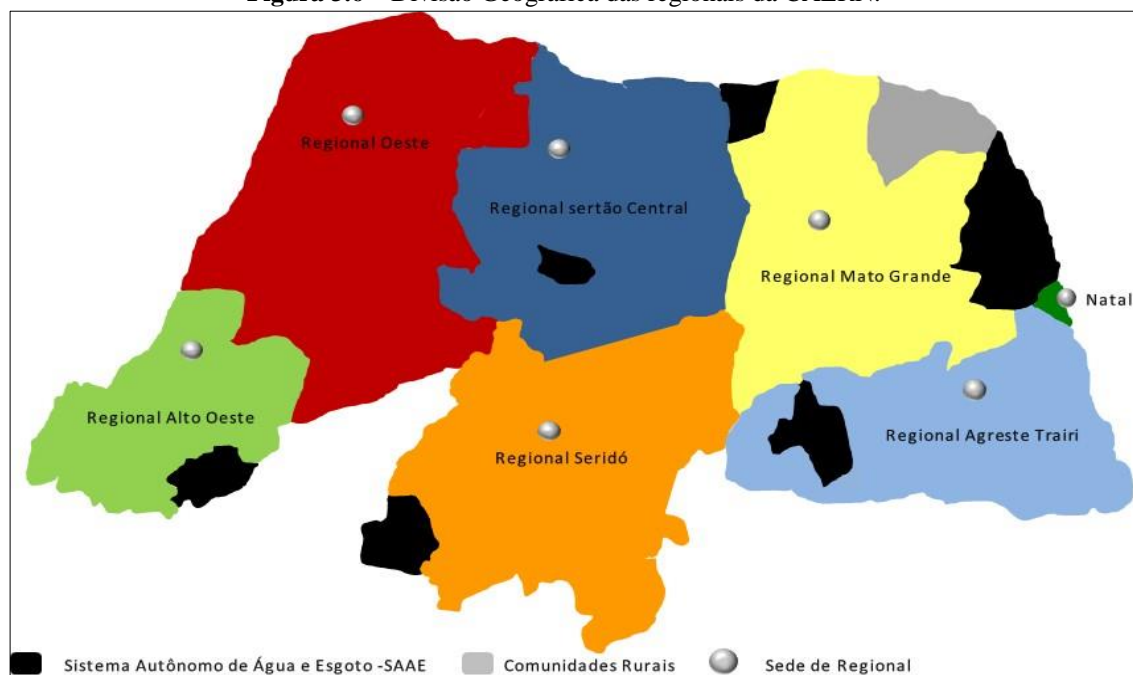 Regional Oeste
Regional sertão Central
Regional Mato Grande
Natal
Regional Alto Oeste
Regional Seridó
Regional Agreste Trairi
Sistema Autônomo de Água e Esgoto -SAAE
Comunidades Rurais
Sede de Regional